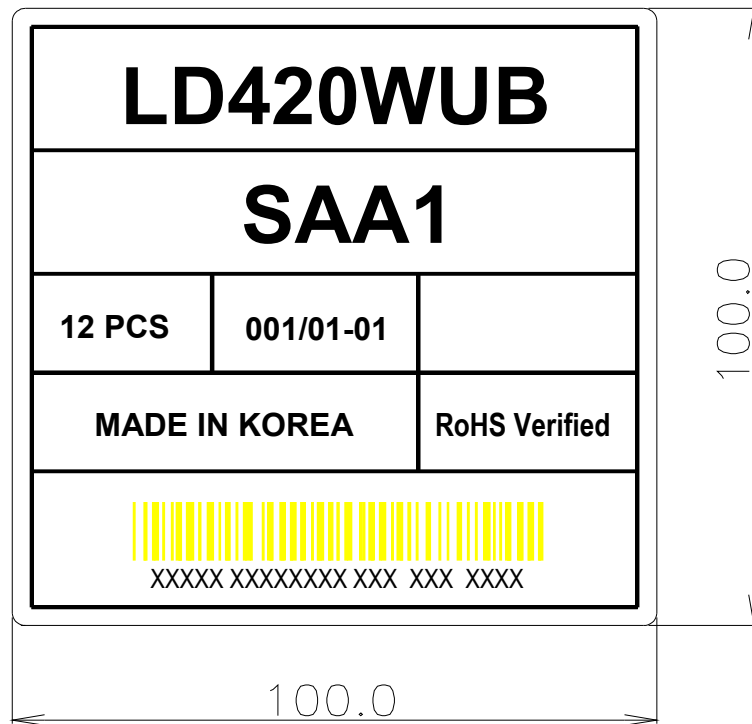 LD420WUB
SAA1
12 PCS 001/01-01
MADE IN KOREA RoHS Verified
XXXXX XXXXXXXX XXX XXX XXXX
100.0
100.0